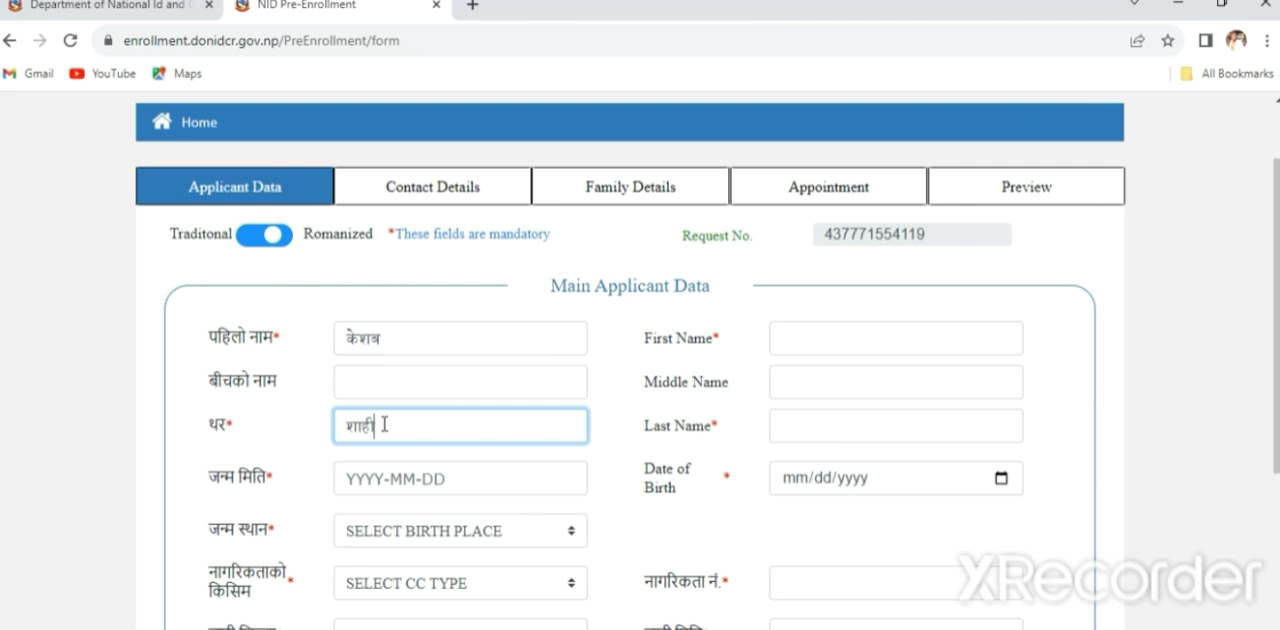 Department of National Id and
NID Pre-Enrollment
enrollment.donidcr.gov.np/PreEnrollment/form
Gmail YouTube Maps All Bookmarks
Home
Applicant Data Contact Details Family Details Appointment Preview
Traditonal Romanized *These fields are mandatory Request No. 437771554119
Main Applicant Data
पहिलो नाम* केशब First Name*
बीचको नाम Middle Name
थर* शाही Last Name*
जन्म मिति* YYYY-MM-DD Date of Birth * mm/dd/yyyy
जन्म स्थान* SELECT BIRTH PLACE
नागरिकताको किसिम * SELECT CC TYPE नागरिकता नं.*
XRecorder